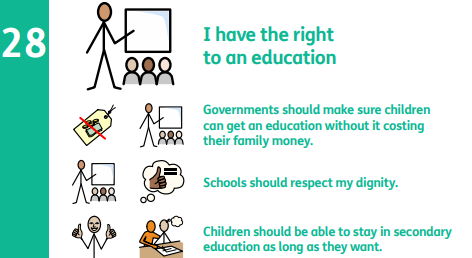 28
I have the right
to an education
Governments should make sure children
can get an education without it costing
their family money.
Schools should respect my dignity.
Children should be able to stay in secondary
education as long as they want.